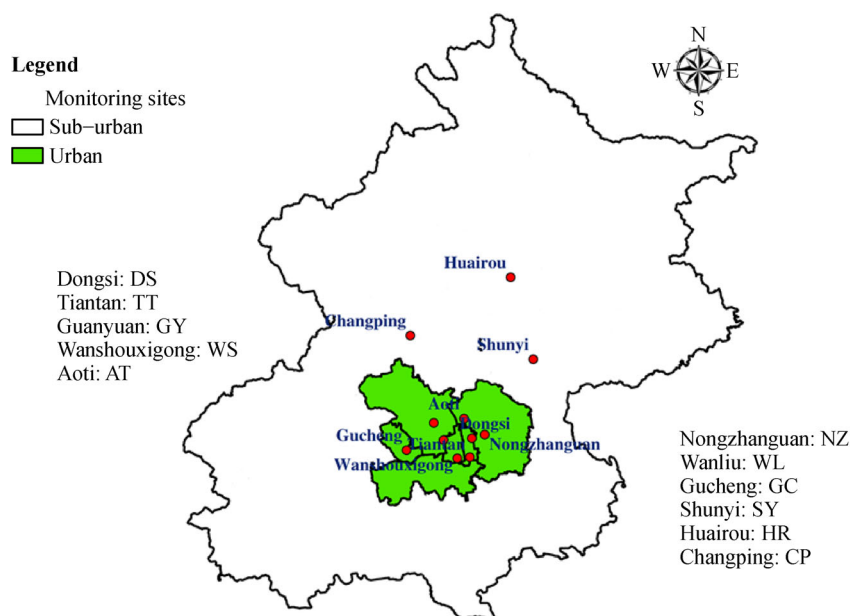 N
W E
S
Legend
Monitoring sites
Sub-urban
Urban
Dongsi: DS
Tiantan: TT
Guanyuan: GY
Wanshouxigong: WS
Aoti: AT
Huairou
Changping
Shunyi
Aoti
Dongsi
Gucheng
Tiantan
Nongzhanguan
Wanshouxigong
Nongzhanguan: NZ
Wanliu: WL
Gucheng: GC
Shunyi: SY
Huairou: HR
Changping: CP